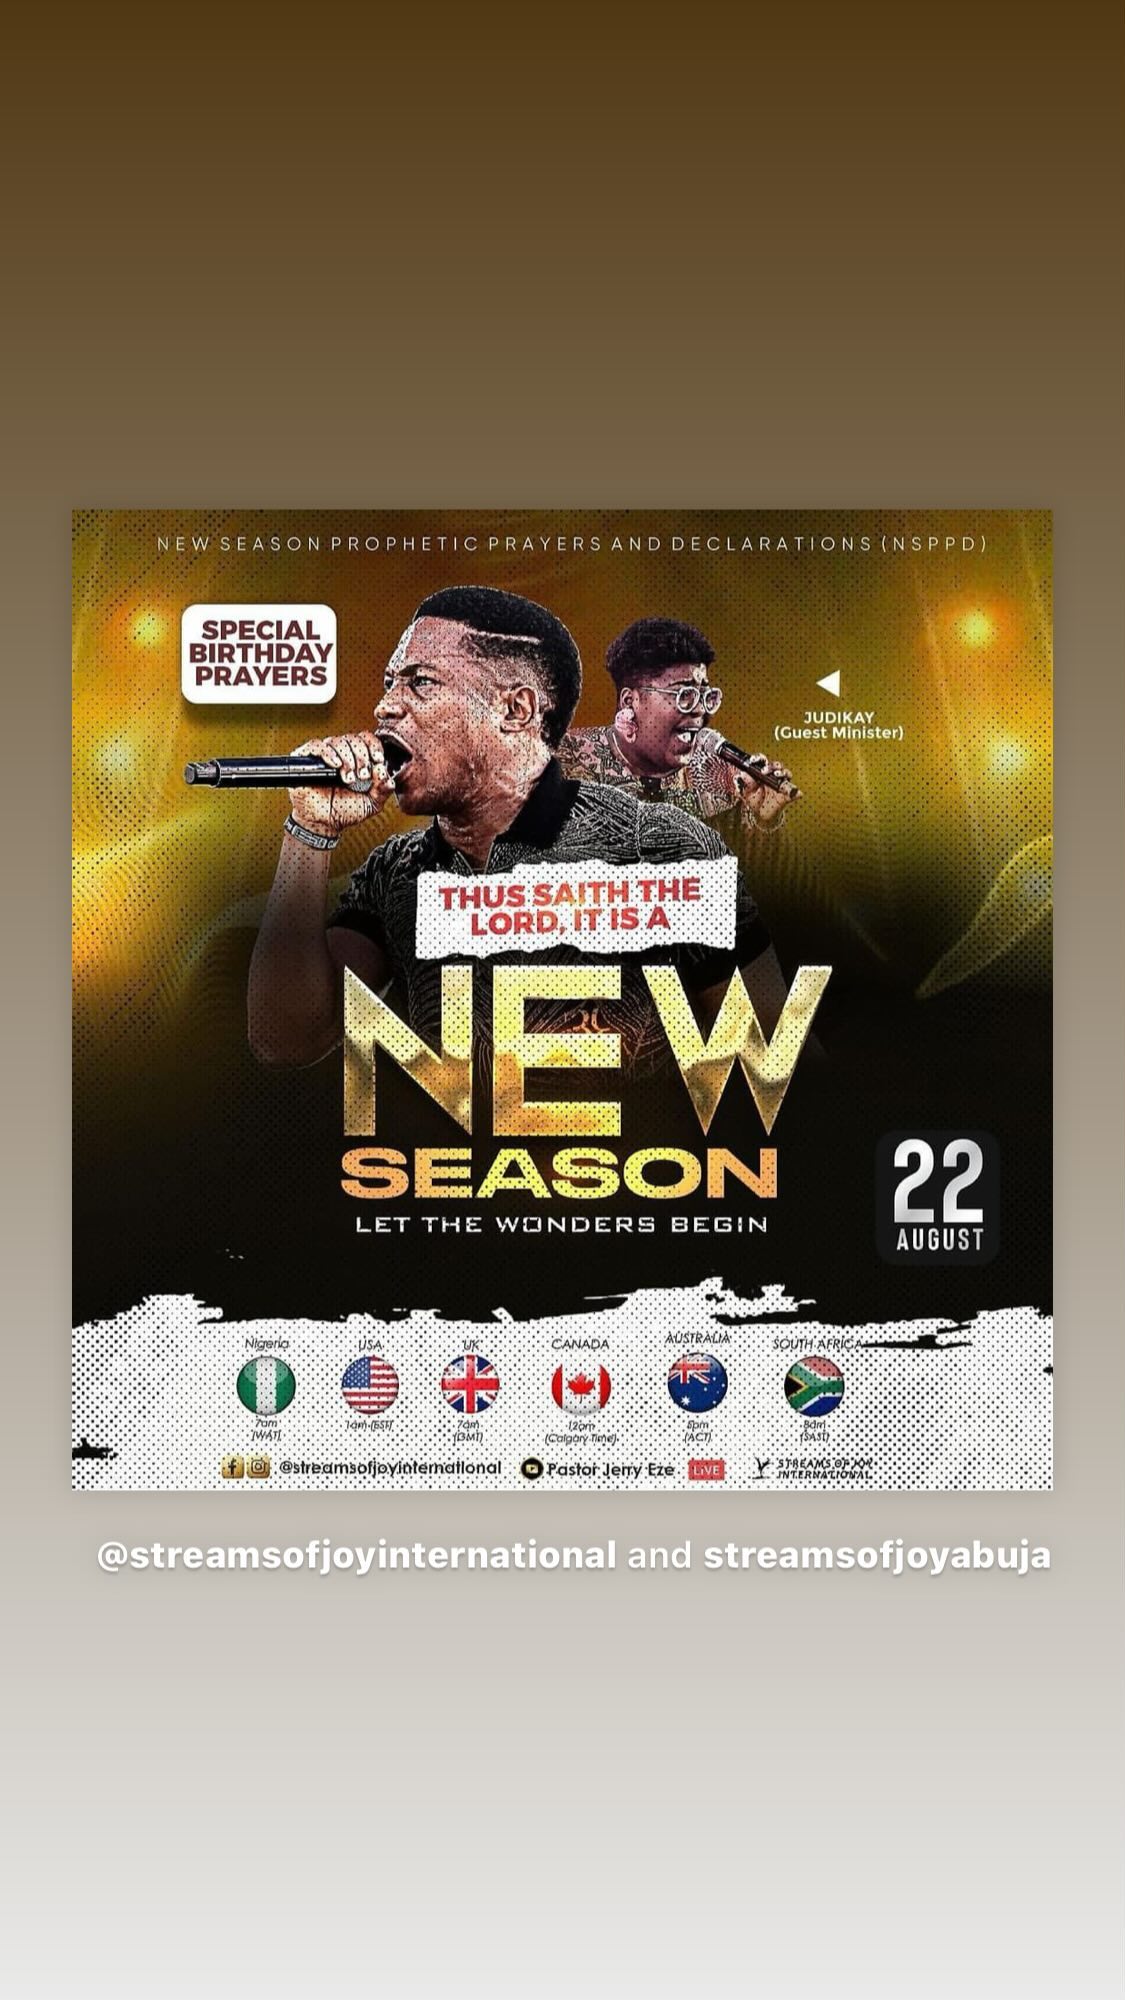 NEW SEASON PROPHETIC PRAYERS AND DECLARATIONS (NSPPD)
SPECIAL
BIRTHDAY
PRAYERS
JUDIKAY
(Guest Minister)
THUS SAITH THE
LORD, IT IS A
NEW
SEASON
LET THE WONDERS BEGIN
22
AUGUST
Nigeria
7am
(WAT)
USA
1am (EST)
UK
7am
(GMT)
CANADA
12am
(Calgary Time)
AUSTRALIA
5pm
(ACT)
SOUTH AFRICA
8am
(SAST)
@streamsofjoyinternational
Pastor Jerry Eze
LIVE
STREAMS OF JOY
INTERNATIONAL
@streamsofjoyinternational and streamsofjoyabuja